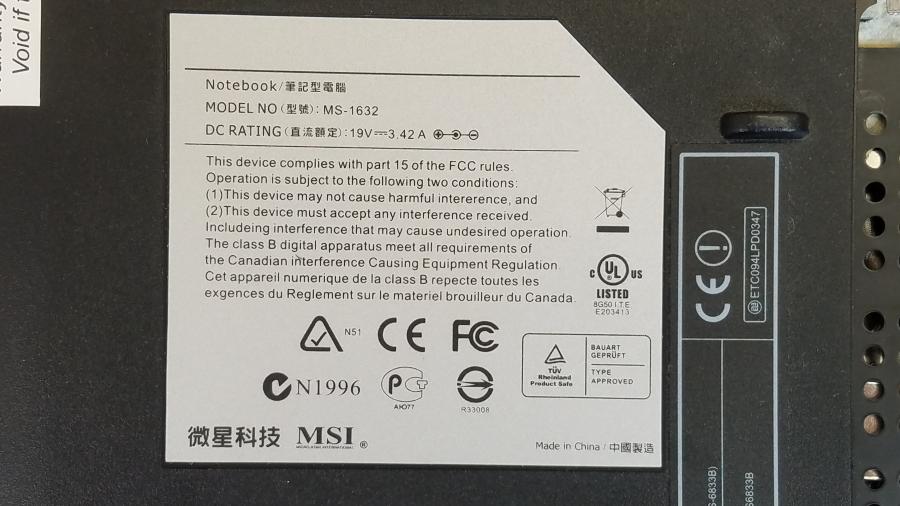 Void if
Notebook/筆記型電腦
MODEL NO (型號): MS-1632
DC RATING (直流額定): 19V⎓3.42 A
This device complies with part 15 of the FCC rules.
Operation is subject to the following two conditions:
(1)This device may not cause harmful intererence, and
(2)This device must accept any interference received.
Includeing interference that may cause undesired operation.
The class B digital apparatus meet all requirements of
the Canadian interference Causing Equipment Regulation.
Cet appareil numerique de la class B repecte toutes les
exgences du Reglement sur le materiel brouilleur du Canada.
C UL US
LISTED
8G50 I.T.E
E203413
N51
CE FC
N1996
PC
R33008
TÜV
Rheinland
Product Safe
BAUART
GEPRÜFT
TYPE
APPROVED
微星科技 MSI ®
Made in China / 中國製造
CE
ETC094LPD0347
6833B)
6833B